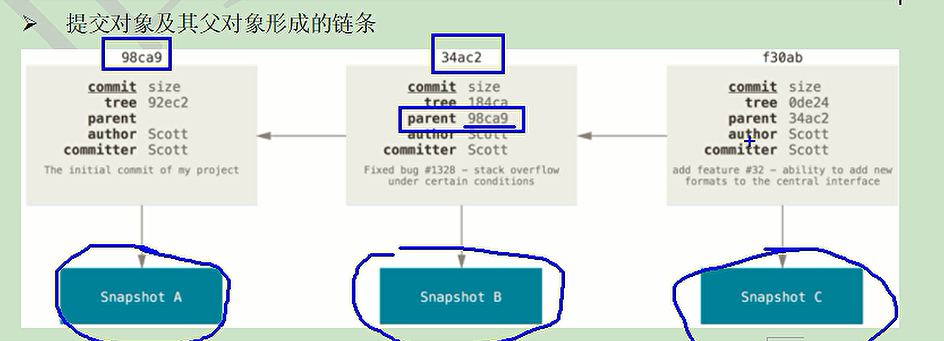 ➢ 提交对象及其父对象形成的链条
98ca9
34ac2
f30ab
commit size
tree 92ec2
parent
author Scott
committer Scott
The initial commit of my project
commit size
tree 184ca
parent 98ca9
author Scott
committer Scott
Fixed bug #1328 – stack overflow
under certain conditions
commit size
tree 0de24
parent 34ac2
author Scott
committer Scott
add feature #32 – ability to add new
formats to the central interface
Snapshot A
Snapshot B
Snapshot C